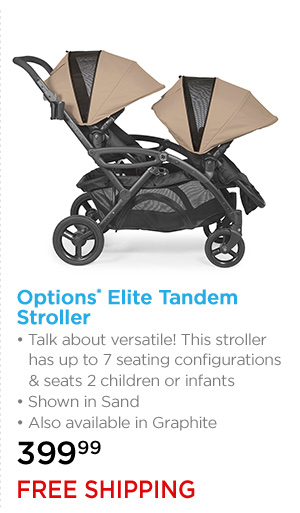 Options® Elite Tandem
Stroller
• Talk about versatile! This stroller
has up to 7 seating configurations
& seats 2 children or infants
• Shown in Sand
• Also available in Graphite
399⁹⁹
FREE SHIPPING